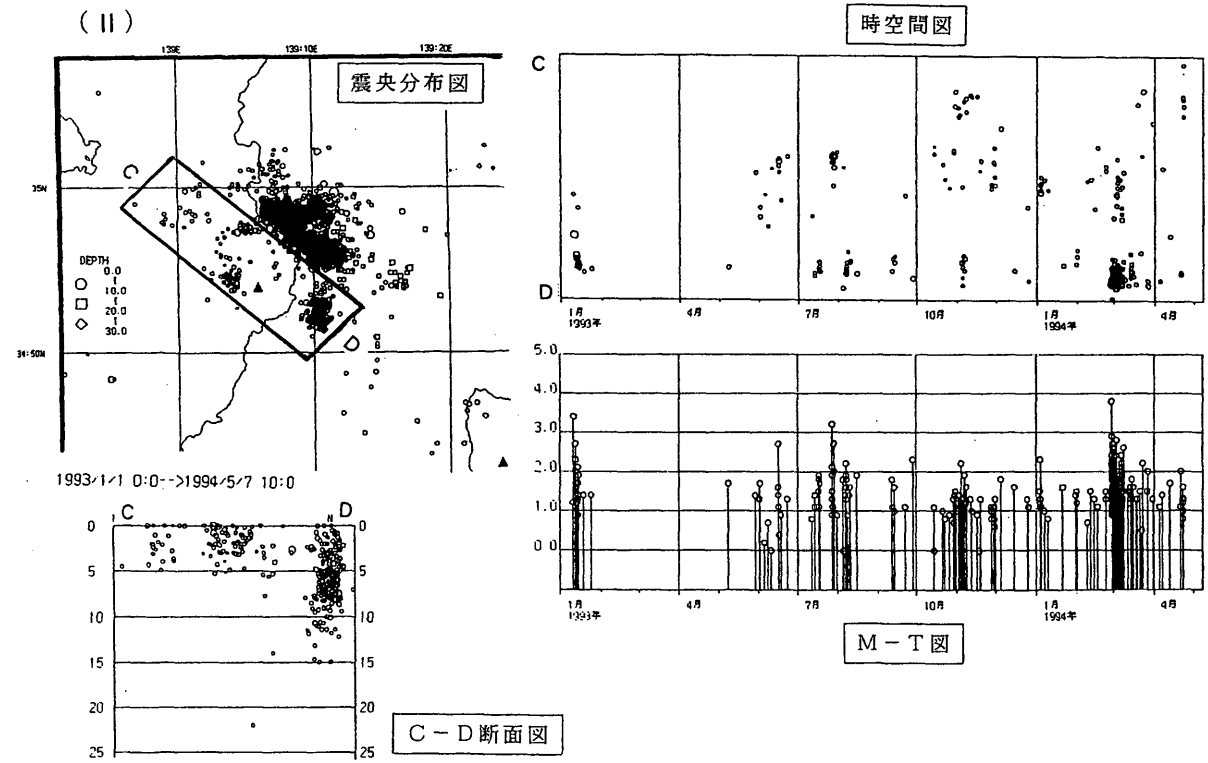 (II)
時空間図
139E 139:10E 139:20E
震央分布図
C
35N
DEPTH
0.0
10.0
20.0
30.0
D
34:50N
1993/1/1 0:0-->1994/5/7 10:0
C
D
1月 4月 7月 10月 1月 4月
1993年 1994年
5.0
4.0
3.0
2.0
1.0
0.0
1月 4月 7月 10月 1月 4月
1993年 1994年
M-T図
C N D
0 0
5 5
10 10
15 15
20 20
25 25
C-D断面図